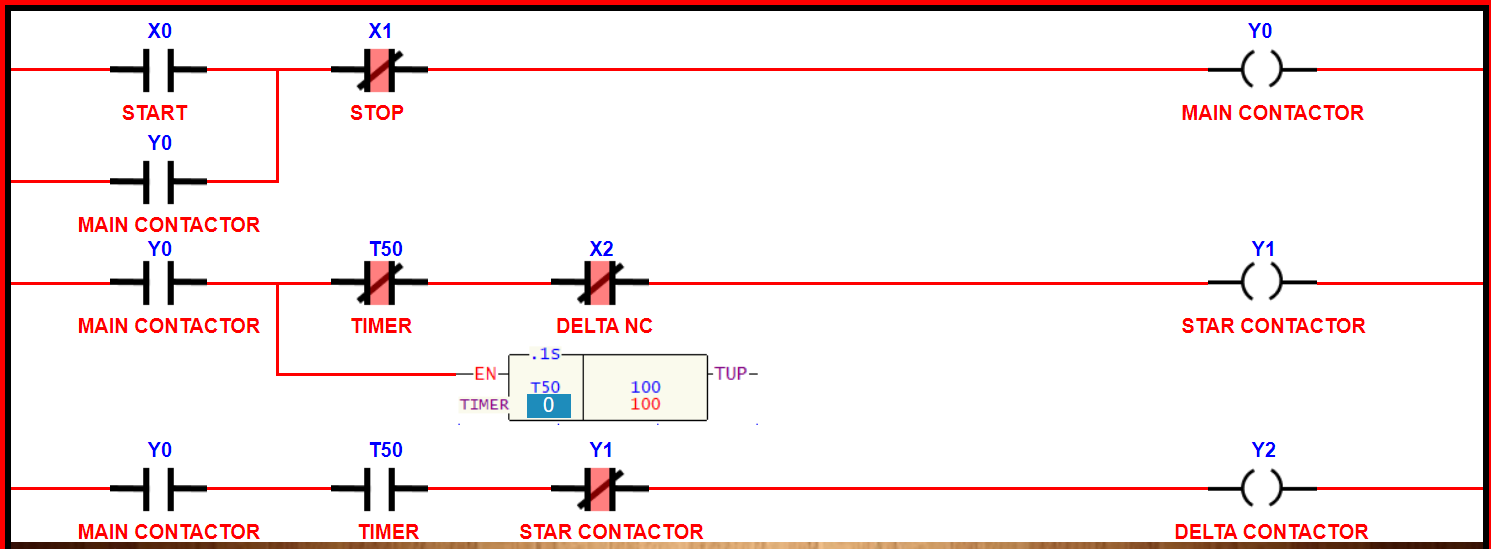 X0 X1 Y0
START STOP MAIN CONTACTOR
Y0
MAIN CONTACTOR
Y0 T50 X2 Y1
MAIN CONTACTOR TIMER DELTA NC STAR CONTACTOR
.1S
EN TUP
T50 100
TIMER 0 100
Y0 T50 Y1 Y2
MAIN CONTACTOR TIMER STAR CONTACTOR DELTA CONTACTOR